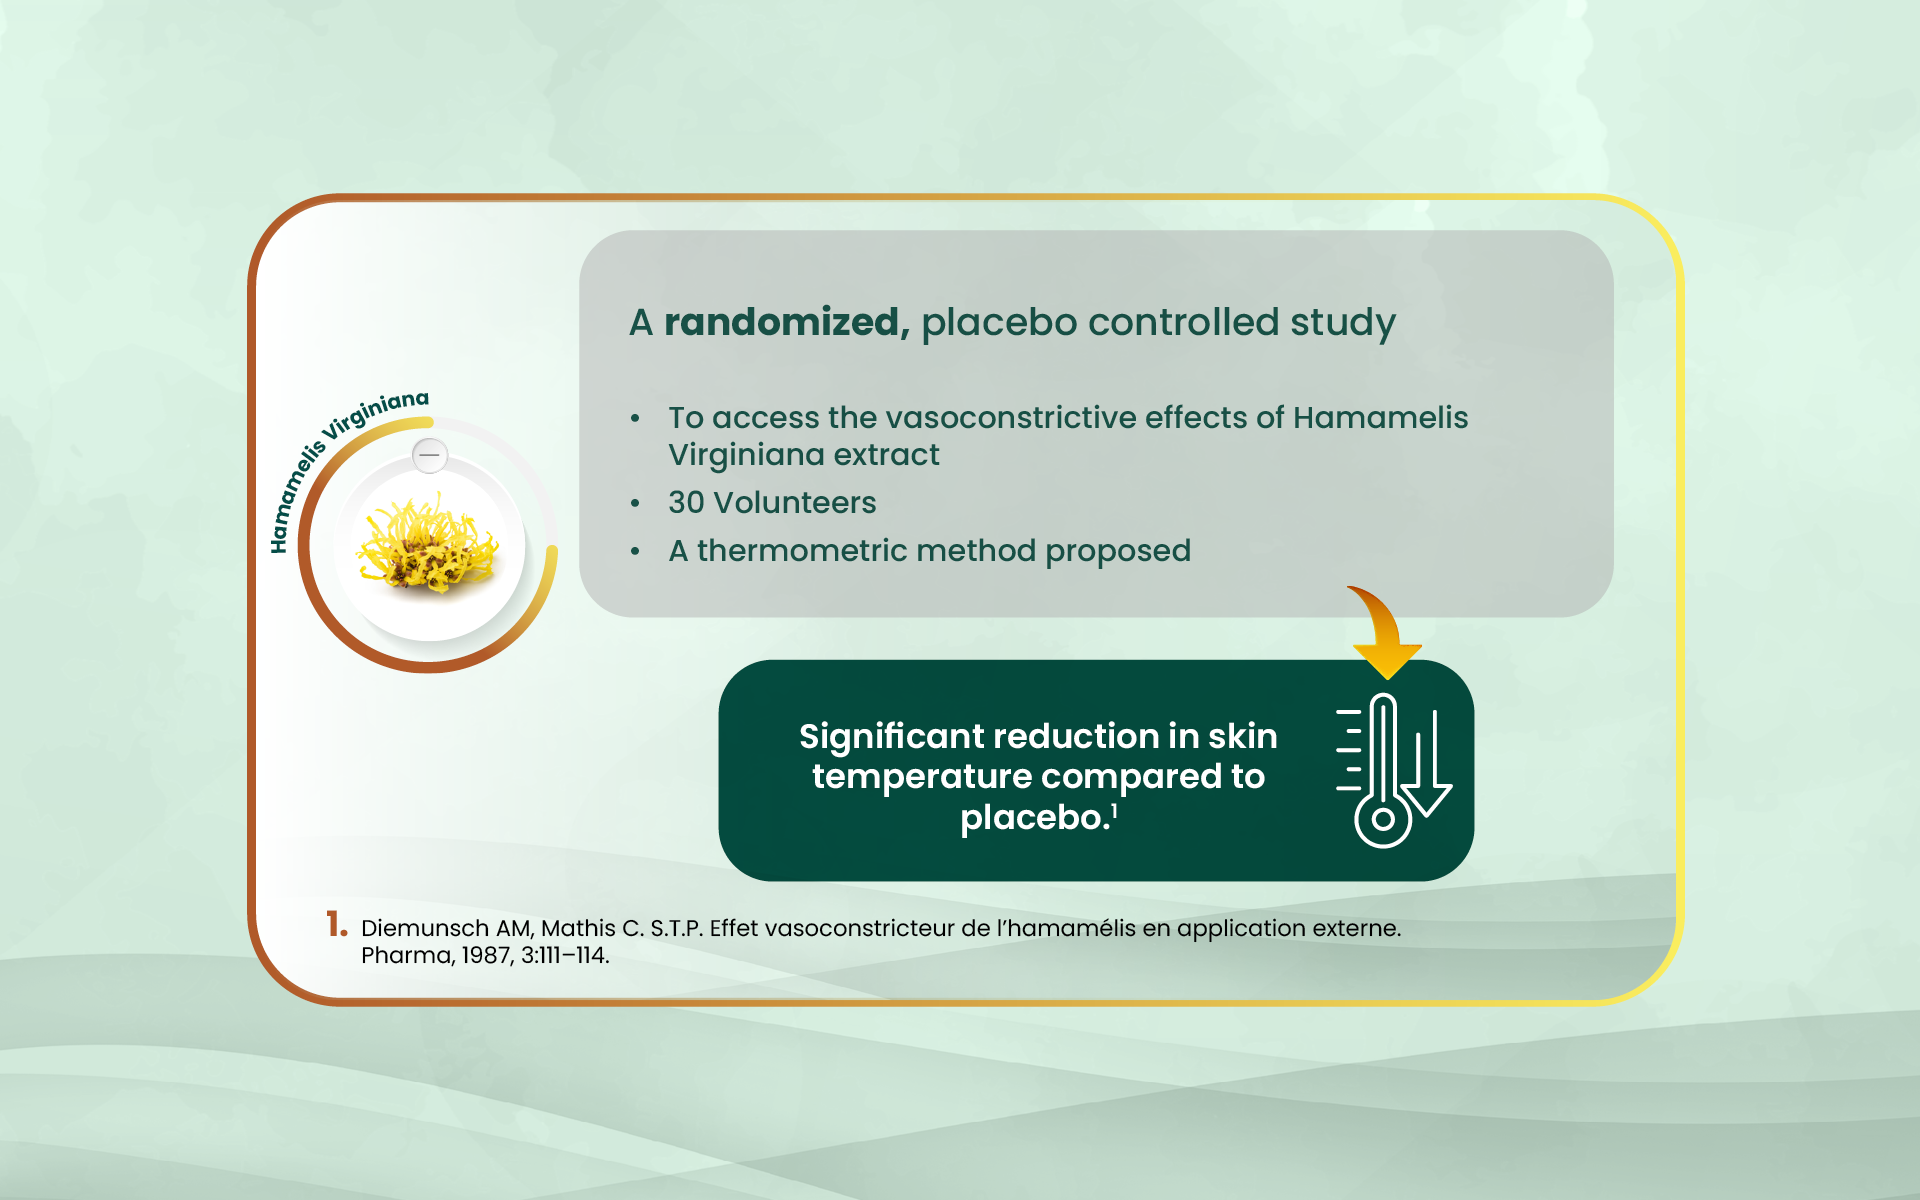 Hamamelis Virginiana
A randomized, placebo controlled study
• To access the vasoconstrictive effects of Hamamelis
Virginiana extract
• 30 Volunteers
• A thermometric method proposed
Significant reduction in skin
temperature compared to
placebo.¹
1. Diemunsch AM, Mathis C. S.T.P. Effet vasoconstricteur de l’hamamélis en application externe.
Pharma, 1987, 3:111–114.